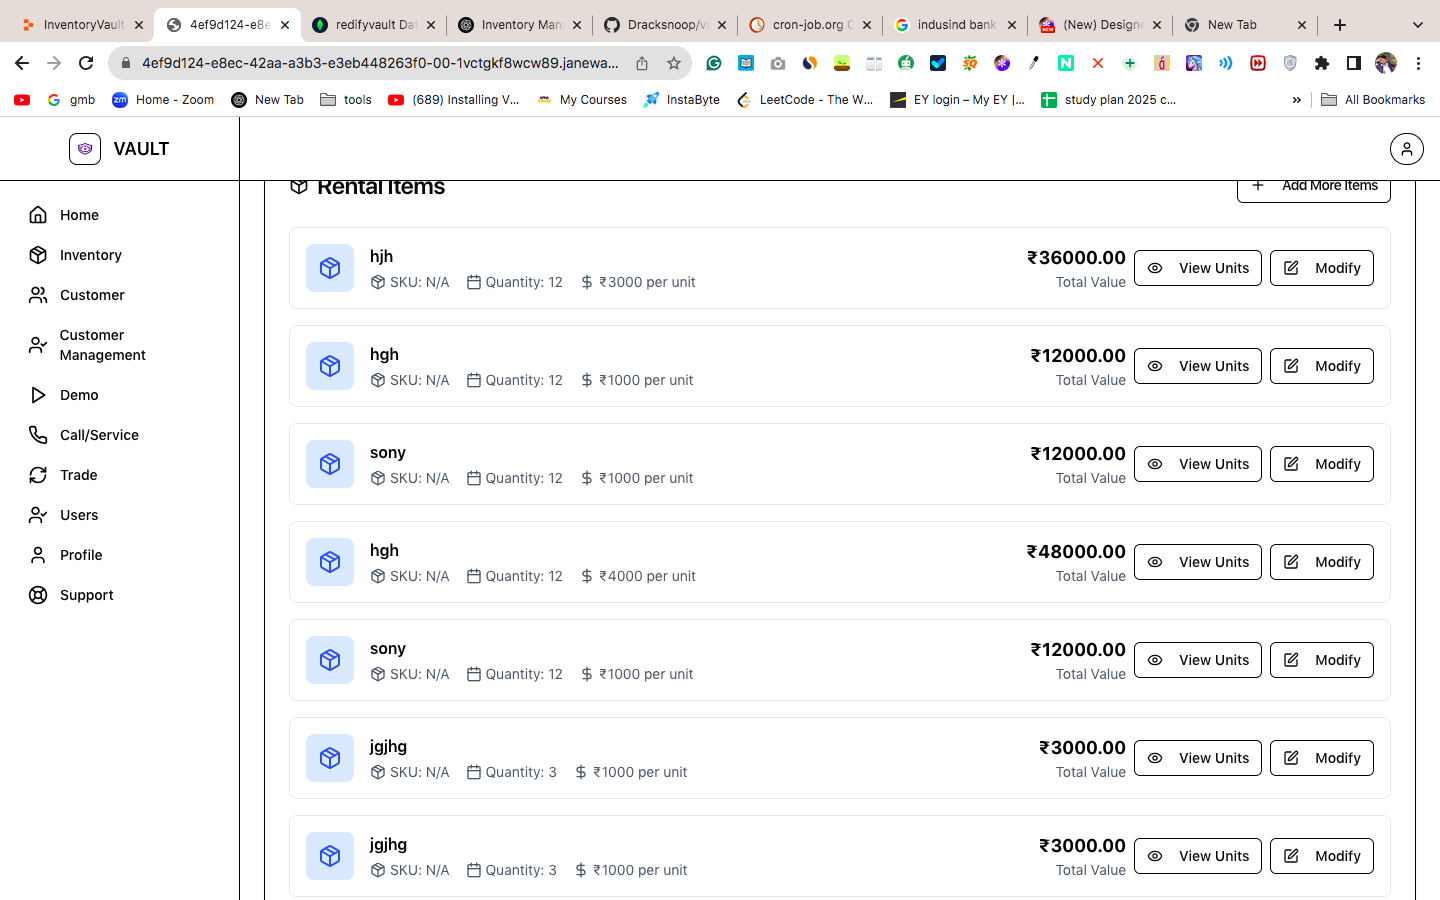 InventoryVault
4ef9d124-e8e
redifyvault Dat
Inventory Man
Dracksnoop/va
cron-job.org C
indusind bank
(New) Designe
New Tab
4ef9d124-e8ec-42aa-a3b3-e3eb448263f0-00-1vctgkf8wcw89.janewa...
gmb
Home - Zoom
New Tab
tools
(689) Installing V...
My Courses
InstaByte
LeetCode - The W...
EY login – My EY |...
study plan 2025 c...
»
All Bookmarks
VAULT
Home
Inventory
Customer
Customer
Management
Demo
Call/Service
Trade
Users
Profile
Support
Rental Items
Add More Items
hjh
SKU: N/A Quantity: 12 $ ₹3000 per unit
₹36000.00
Total Value
View Units
Modify
hgh
SKU: N/A Quantity: 12 $ ₹1000 per unit
₹12000.00
Total Value
View Units
Modify
sony
SKU: N/A Quantity: 12 $ ₹1000 per unit
₹12000.00
Total Value
View Units
Modify
hgh
SKU: N/A Quantity: 12 $ ₹4000 per unit
₹48000.00
Total Value
View Units
Modify
sony
SKU: N/A Quantity: 12 $ ₹1000 per unit
₹12000.00
Total Value
View Units
Modify
jgjhg
SKU: N/A Quantity: 3 $ ₹1000 per unit
₹3000.00
Total Value
View Units
Modify
jgjhg
SKU: N/A Quantity: 3 $ ₹1000 per unit
₹3000.00
Total Value
View Units
Modify